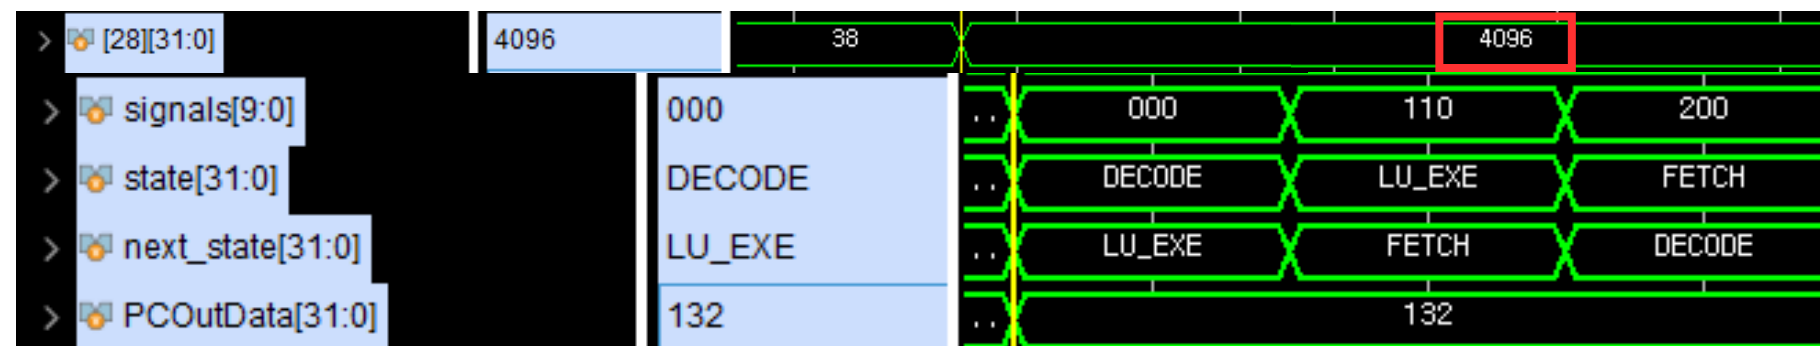 [28][31:0] 4096 38 4096
signals[9:0] 000 .. 000 110 200
state[31:0] DECODE .. DECODE LU_EXE FETCH
next_state[31:0] LU_EXE .. LU_EXE FETCH DECODE
PCOutData[31:0] 132 .. 132